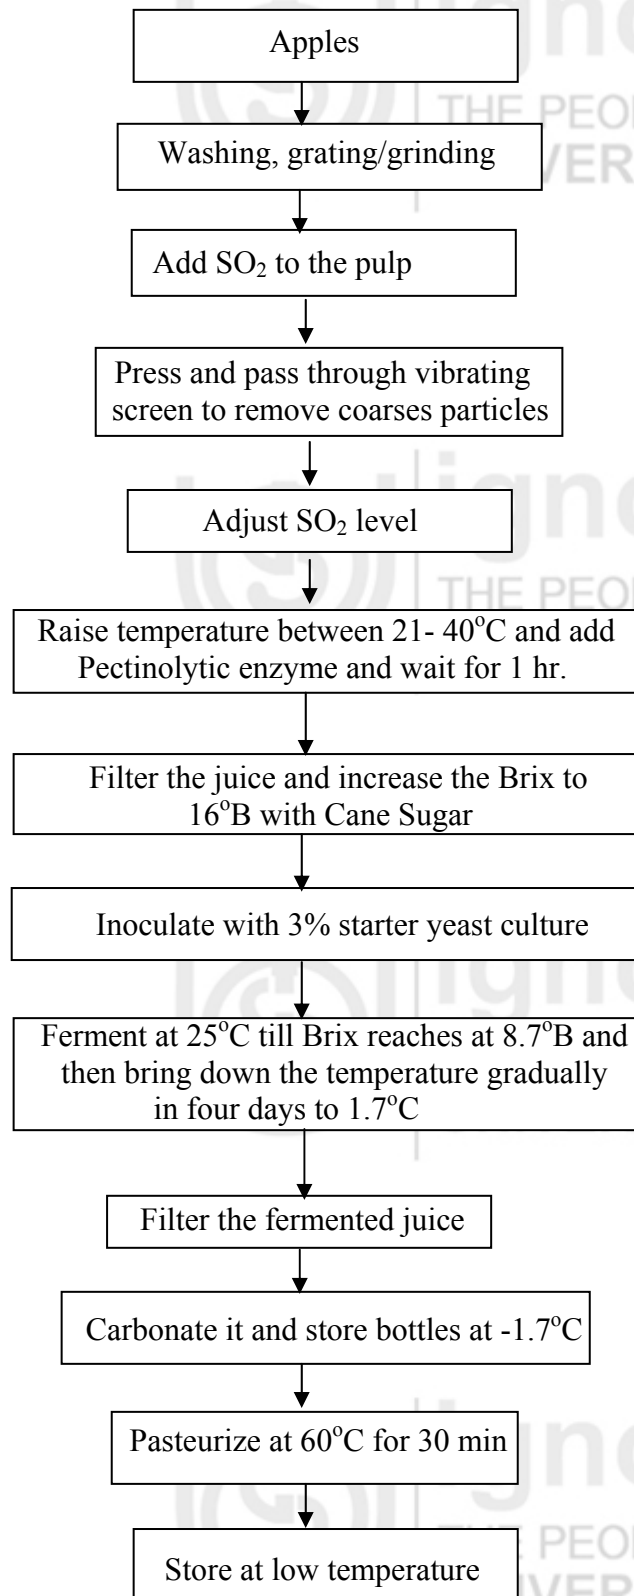 Apples
Washing, grating/grinding
Add SO₂ to the pulp
Press and pass through vibrating
screen to remove coarses particles
Adjust SO₂ level
Raise temperature between 21- 40°C and add
Pectinolytic enzyme and wait for 1 hr.
Filter the juice and increase the Brix to
16°B with Cane Sugar
Inoculate with 3% starter yeast culture
Ferment at 25°C till Brix reaches at 8.7°B and
then bring down the temperature gradually
in four days to 1.7°C
Filter the fermented juice
Carbonate it and store bottles at -1.7°C
Pasteurize at 60°C for 30 min
Store at low temperature